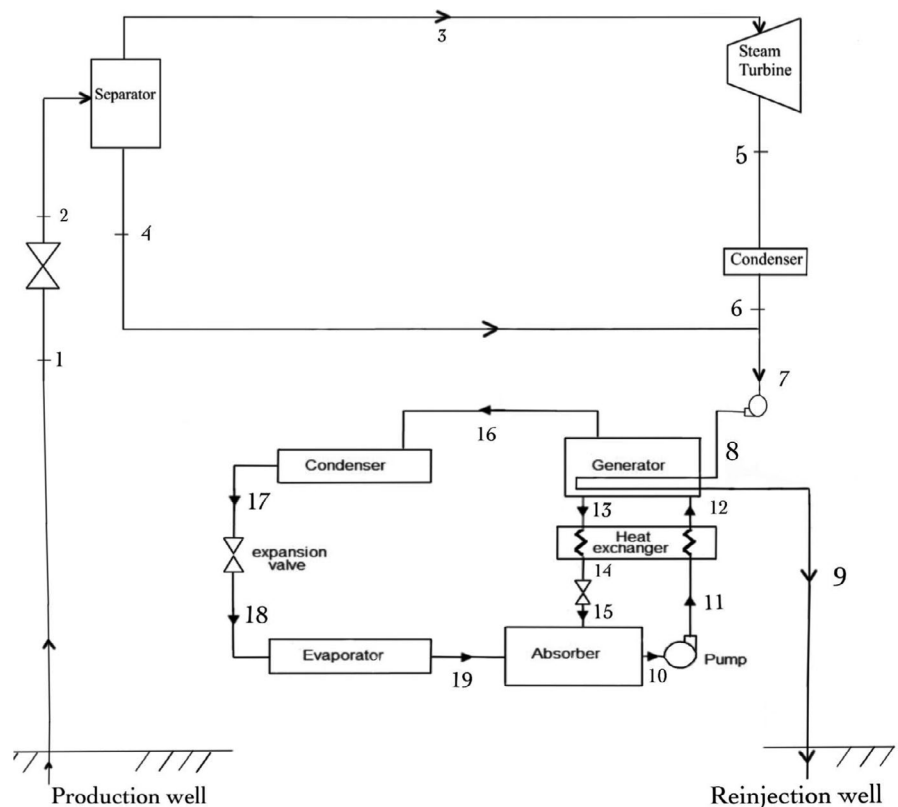 3
Steam
Turbine
Separator
5
2
4
Condenser
6
1
7
16
8
Condenser
Generator
17
13
12
expansion
valve
Heat
exchanger
14
9
18
15
11
Evaporator
Absorber
Pump
19
10
Production well
Reinjection well